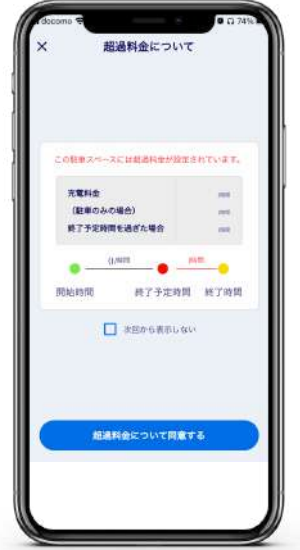 docomo 74%
× 超過料金について
この駐車スペースには超過料金が設定されています。
充電料金
(駐車のみの場合)
終了予定時間を過ぎた場合
開始時間 終了予定時間 終了時間
次回から表示しない
超過料金について同意する